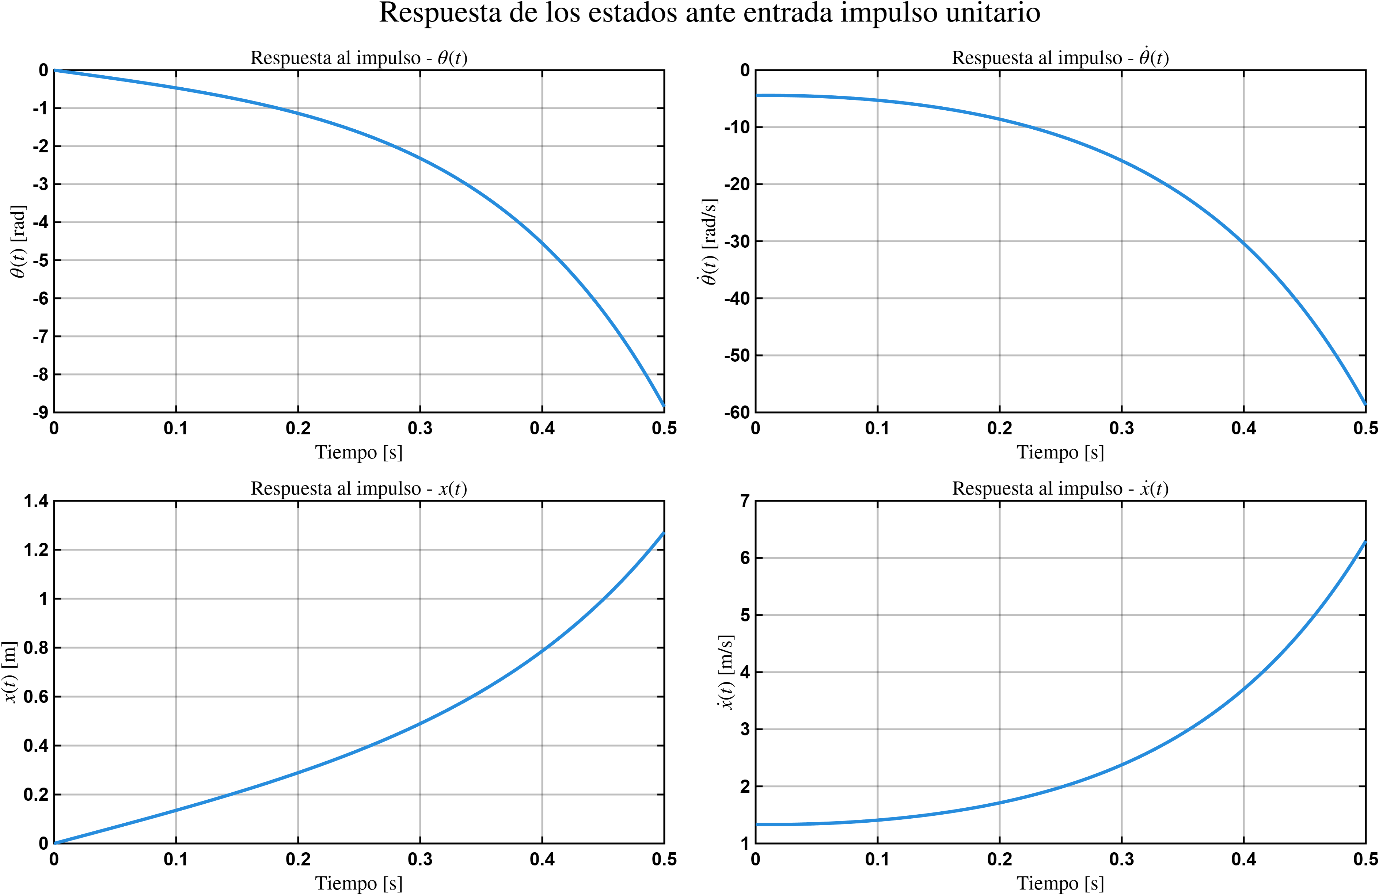 Respuesta de los estados ante entrada impulso unitario
Respuesta al impulso - θ(t)
0
-1
-2
-3
-4
-5
-6
-7
-8
-9
θ(t) [rad]
0 0.1 0.2 0.3 0.4 0.5
Tiempo [s]
Respuesta al impulso - θ̇(t)
0
-10
-20
-30
-40
-50
-60
θ̇(t) [rad/s]
0 0.1 0.2 0.3 0.4 0.5
Tiempo [s]
Respuesta al impulso - x(t)
1.4
1.2
1
0.8
0.6
0.4
0.2
0
x(t) [m]
0 0.1 0.2 0.3 0.4 0.5
Tiempo [s]
Respuesta al impulso - ẋ(t)
7
6
5
4
3
2
1
ẋ(t) [m/s]
0 0.1 0.2 0.3 0.4 0.5
Tiempo [s]